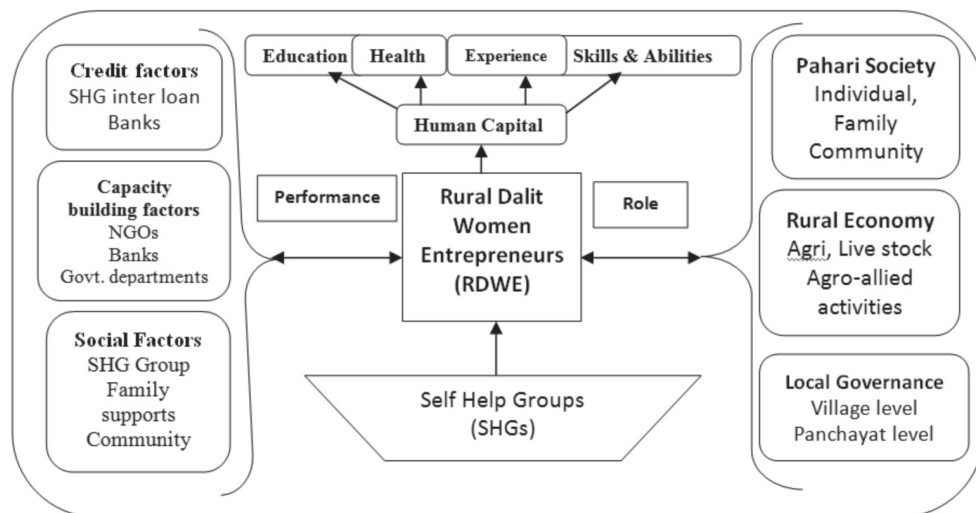 Credit factors
SHG inter loan
Banks
Capacity
building factors
NGOs
Banks
Govt. departments
Social Factors
SHG Group
Family
supports
Community
Education
Health
Experience
Skills & Abilities
Human Capital
Performance
Rural Dalit
Women
Entrepreneurs
(RDWE)
Role
Self Help Groups
(SHGs)
Pahari Society
Individual,
Family
Community
Rural Economy
Agri, Live stock
Agro-allied
activities
Local Governance
Village level
Panchayat level